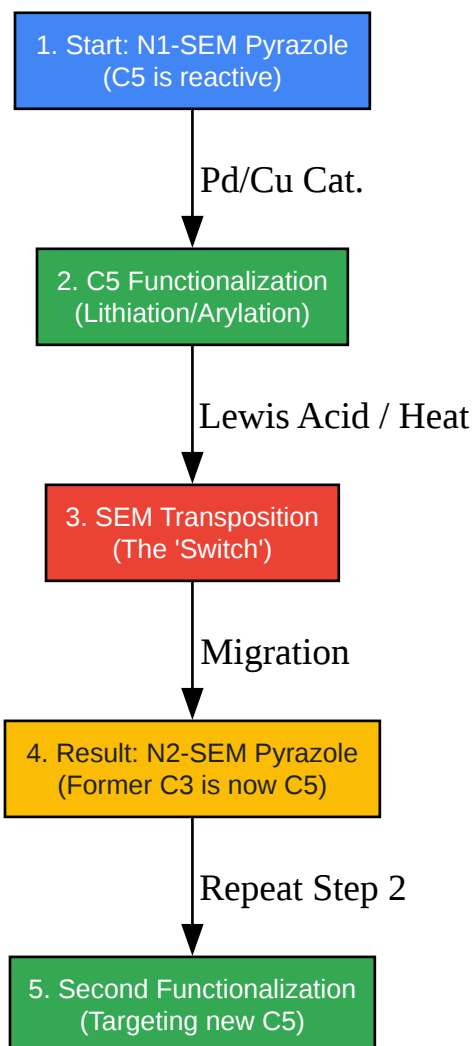 1. Start: N1-SEM Pyrazole
(C5 is reactive)
Pd/Cu Cat.
2. C5 Functionalization
(Lithiation/Arylation)
Lewis Acid / Heat
3. SEM Transposition
(The 'Switch')
Migration
4. Result: N2-SEM Pyrazole
(Former C3 is now C5)
Repeat Step 2
5. Second Functionalization
(Targeting new C5)